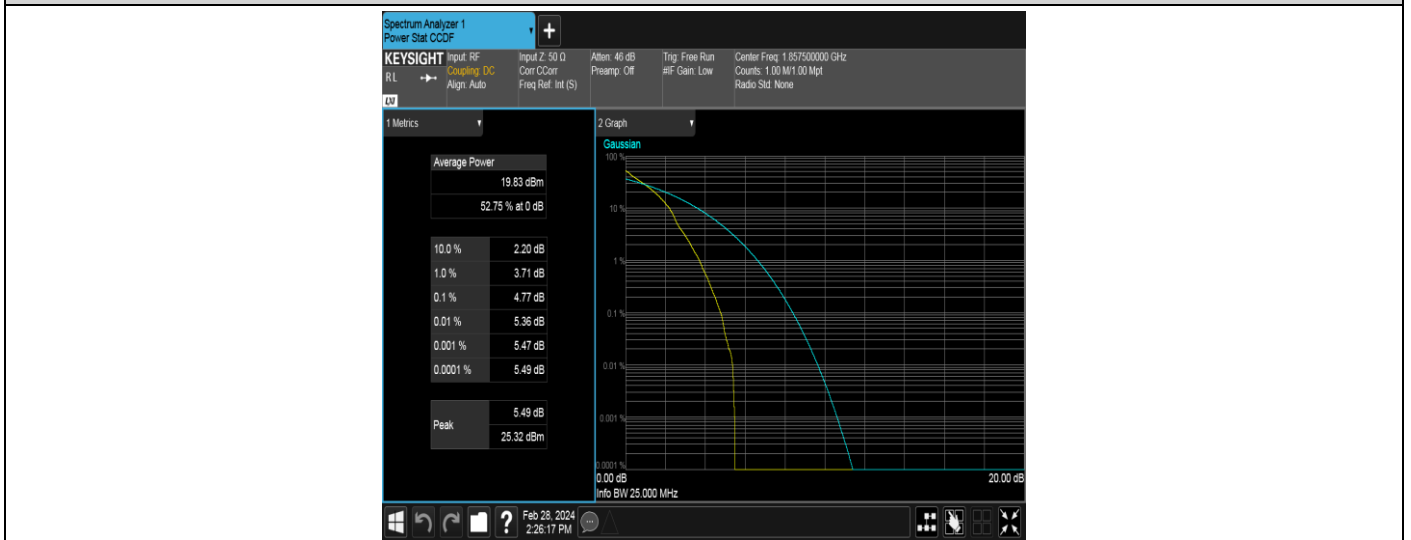 Spectrum Analyzer 1
Power Stat CCDF
+
KEYSIGHT
RL
LXI
Input: RF
Coupling: DC
Align: Auto
Input Z: 50 Ω
Corr CCorr
Freq Ref: Int (S)
Atten: 46 dB
Preamp: Off
Trig: Free Run
#IF Gain: Low
Center Freq: 1.857500000 GHz
Counts: 1.00 M/1.00 Mpt
Radio Std: None
1 Metrics
Average Power
19.83 dBm
52.75 % at 0 dB
10.0 % 2.20 dB
1.0 % 3.71 dB
0.1 % 4.77 dB
0.01 % 5.36 dB
0.001 % 5.47 dB
0.0001 % 5.49 dB
Peak
5.49 dB
25.32 dBm
2 Graph
Gaussian
100 %
10 %
1 %
0.1 %
0.01 %
0.001 %
0.0001 %
0.00 dB
20.00 dB
Info BW 25.000 MHz
?
Feb 28, 2024
2:26:17 PM